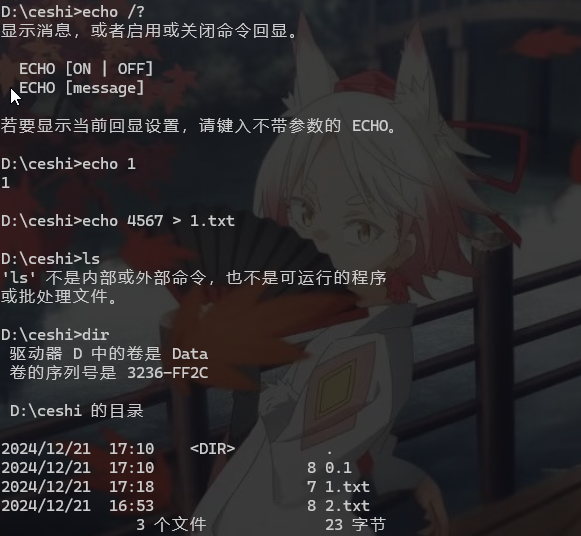 D:\ceshi>echo /?
显示消息，或者启用或关闭命令回显。
ECHO [ON | OFF]
ECHO [message]
若要显示当前回显设置，请键入不带参数的 ECHO。
D:\ceshi>echo 1
1
D:\ceshi>echo 4567 > 1.txt
D:\ceshi>ls
'ls' 不是内部或外部命令，也不是可运行的程序
或批处理文件。
D:\ceshi>dir
驱动器 D 中的卷是 Data
卷的序列号是 3236-FF2C
D:\ceshi 的目录
2024/12/21  17:10    <DIR>          .
2024/12/21  17:10                 8 0.1
2024/12/21  17:18                 7 1.txt
2024/12/21  16:53                 8 2.txt
3 个文件             23 字节